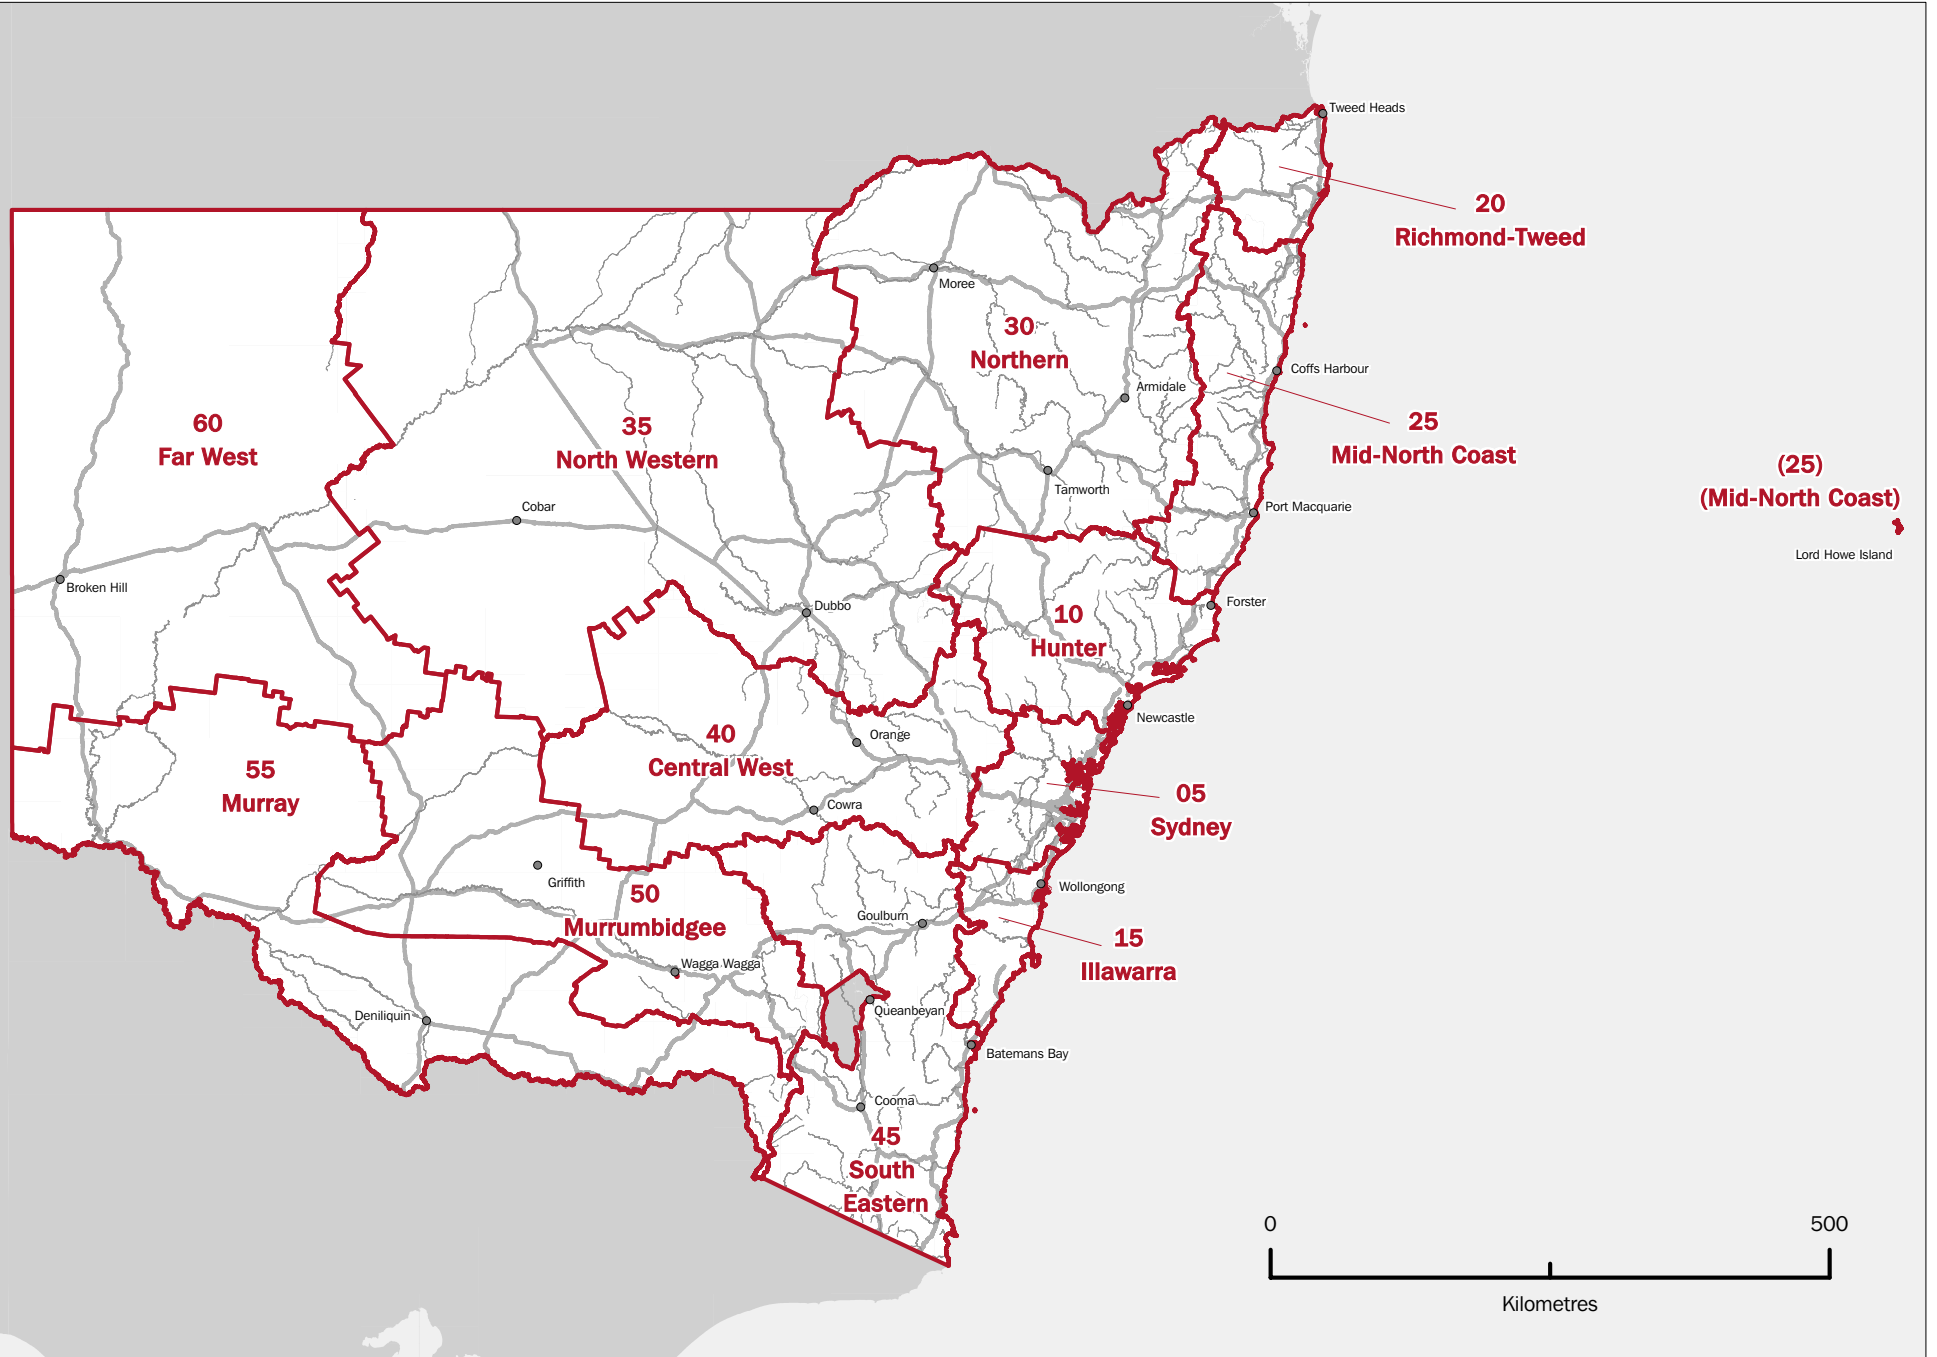 Tweed Heads
20
Richmond-Tweed
Moree
30
Northern
Coffs Harbour
Armidale
60
Far West
35
North Western
25
Mid-North Coast
(25)
(Mid-North Coast)
Tamworth
Cobar
Port Macquarie
Lord Howe Island
Broken Hill
Dubbo
Forster
10
Hunter
Newcastle
Orange
40
Central West
55
Murray
05
Sydney
Cowra
Griffith
50
Murrumbidgee
Wollongong
Goulburn
15
Illawarra
Wagga Wagga
Queanbeyan
Deniliquin
Batemans Bay
Cooma
45
South
Eastern
0
500
Kilometres